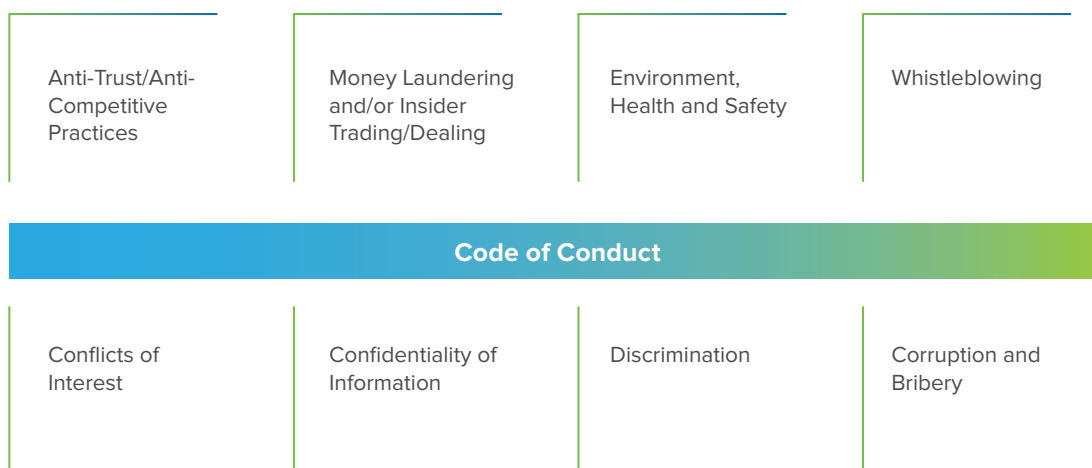 Anti-Trust/Anti-
Competitive
Practices
Money Laundering
and/or Insider
Trading/Dealing
Environment,
Health and Safety
Whistleblowing
Code of Conduct
Conflicts of
Interest
Confidentiality of
Information
Discrimination
Corruption and
Bribery